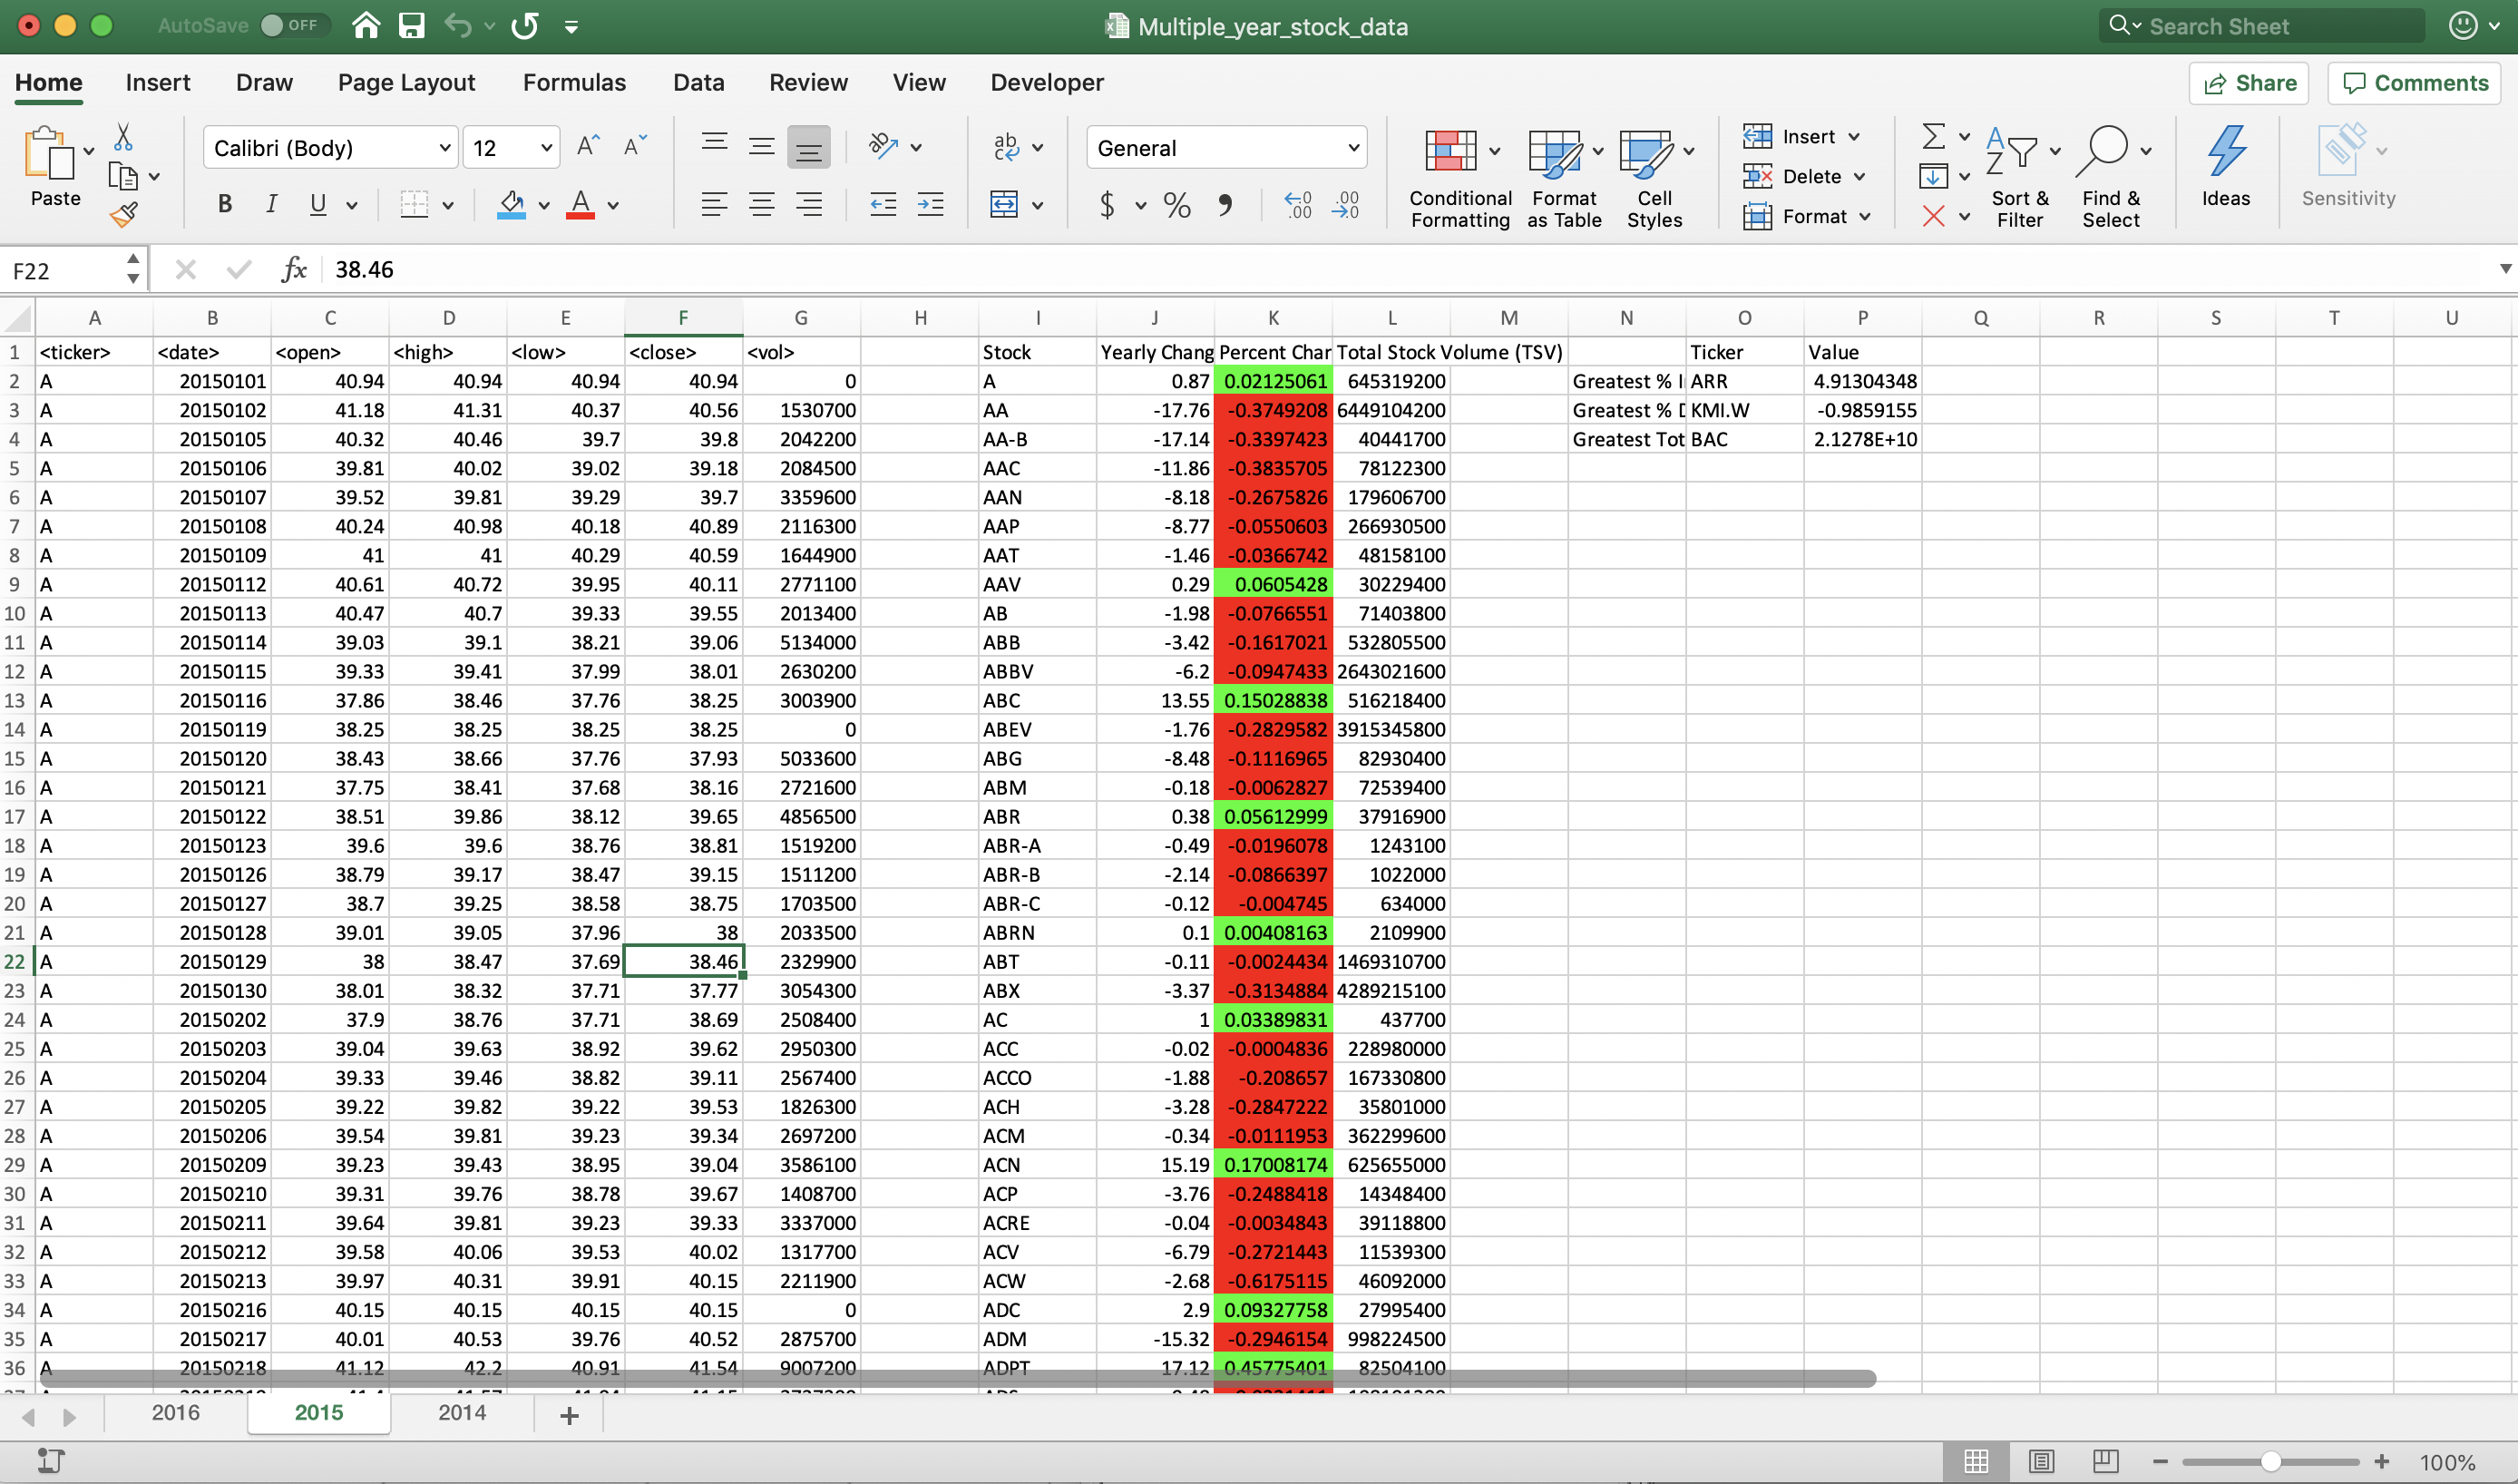 AutoSave OFF Multiple_year_stock_data Search Sheet
Home Insert Draw Page Layout Formulas Data Review View Developer Share Comments
Paste Calibri (Body) 12 General Conditional Formatting Format as Table Cell Styles Insert Delete Format Sort & Filter Find & Select Ideas Sensitivity
F22 fx 38.46
A B C D E F G H I J K L M N O P Q R S T U
1 <ticker> <date> <open> <high> <low> <close> <vol> Stock Yearly Chang Percent Char Total Stock Volume (TSV) Ticker Value
2 A 20150101 40.94 40.94 40.94 40.94 0 A 0.87 0.02125061 645319200 Greatest % I ARR 4.91304348
3 A 20150102 41.18 41.31 40.37 40.56 1530700 AA -17.76 -0.3749208 6449104200 Greatest % D KMI.W -0.9859155
4 A 20150105 40.32 40.46 39.7 39.8 2042200 AA-B -17.14 -0.3397423 40441700 Greatest Tot BAC 2.1278E+10
5 A 20150106 39.81 40.02 39.02 39.18 2084500 AAC -11.86 -0.3835705 78122300
6 A 20150107 39.52 39.81 39.29 39.7 3359600 AAN -8.18 -0.2675826 179606700
7 A 20150108 40.24 40.98 40.18 40.89 2116300 AAP -8.77 -0.0550603 266930500
8 A 20150109 41 41 40.29 40.59 1644900 AAT -1.46 -0.0366742 48158100
9 A 20150112 40.61 40.72 39.95 40.11 2771100 AAV 0.29 0.0605428 30229400
10 A 20150113 40.47 40.7 39.33 39.55 2013400 AB -1.98 -0.0766551 71403800
11 A 20150114 39.03 39.1 38.21 39.06 5134000 ABB -3.42 -0.1617021 532805500
12 A 20150115 39.33 39.41 37.99 38.01 2630200 ABBV -6.2 -0.0947433 2643021600
13 A 20150116 37.86 38.46 37.76 38.25 3003900 ABC 13.55 0.15028838 516218400
14 A 20150119 38.25 38.25 38.25 38.25 0 ABEV -1.76 -0.2829582 3915345800
15 A 20150120 38.43 38.66 37.76 37.93 5033600 ABG -8.48 -0.1116965 82930400
16 A 20150121 37.75 38.41 37.68 38.16 2721600 ABM -0.18 -0.0062827 72539400
17 A 20150122 38.51 39.86 38.12 39.65 4856500 ABR 0.38 0.05612999 37916900
18 A 20150123 39.6 39.6 38.76 38.81 1519200 ABR-A -0.49 -0.0196078 1243100
19 A 20150126 38.79 39.17 38.47 39.15 1511200 ABR-B -2.14 -0.0866397 1022000
20 A 20150127 38.7 39.25 38.58 38.75 1703500 ABR-C -0.12 -0.004745 634000
21 A 20150128 39.01 39.05 37.96 38 2033500 ABRN 0.1 0.00408163 2109900
22 A 20150129 38 38.47 37.69 38.46 2329900 ABT -0.11 -0.0024434 1469310700
23 A 20150130 38.01 38.32 37.71 37.77 3054300 ABX -3.37 -0.3134884 4289215100
24 A 20150202 37.9 38.76 37.71 38.69 2508400 AC 1 0.03389831 437700
25 A 20150203 39.04 39.63 38.92 39.62 2950300 ACC -0.02 -0.0004836 228980000
26 A 20150204 39.33 39.46 38.82 39.11 2567400 ACCO -1.88 -0.208657 167330800
27 A 20150205 39.22 39.82 39.22 39.53 1826300 ACH -3.28 -0.2847222 35801000
28 A 20150206 39.54 39.81 39.23 39.34 2697200 ACM -0.34 -0.0111953 362299600
29 A 20150209 39.23 39.43 38.95 39.04 3586100 ACN 15.19 0.17008174 625655000
30 A 20150210 39.31 39.76 38.78 39.67 1408700 ACP -3.76 -0.2488418 14348400
31 A 20150211 39.64 39.81 39.23 39.33 3337000 ACRE -0.04 -0.0034843 39118800
32 A 20150212 39.58 40.06 39.53 40.02 1317700 ACV -6.79 -0.2721443 11539300
33 A 20150213 39.97 40.31 39.91 40.15 2211900 ACW -2.68 -0.6175115 46092000
34 A 20150216 40.15 40.15 40.15 40.15 0 ADC 2.9 0.09327758 27995400
35 A 20150217 40.01 40.53 39.76 40.52 2875700 ADM -15.32 -0.2946154 998224500
36 A 20150218 41.12 42.2 40.91 41.54 9007200 ADPT 17.12 0.45775401 82504100
2016 2015 2014 +
100%